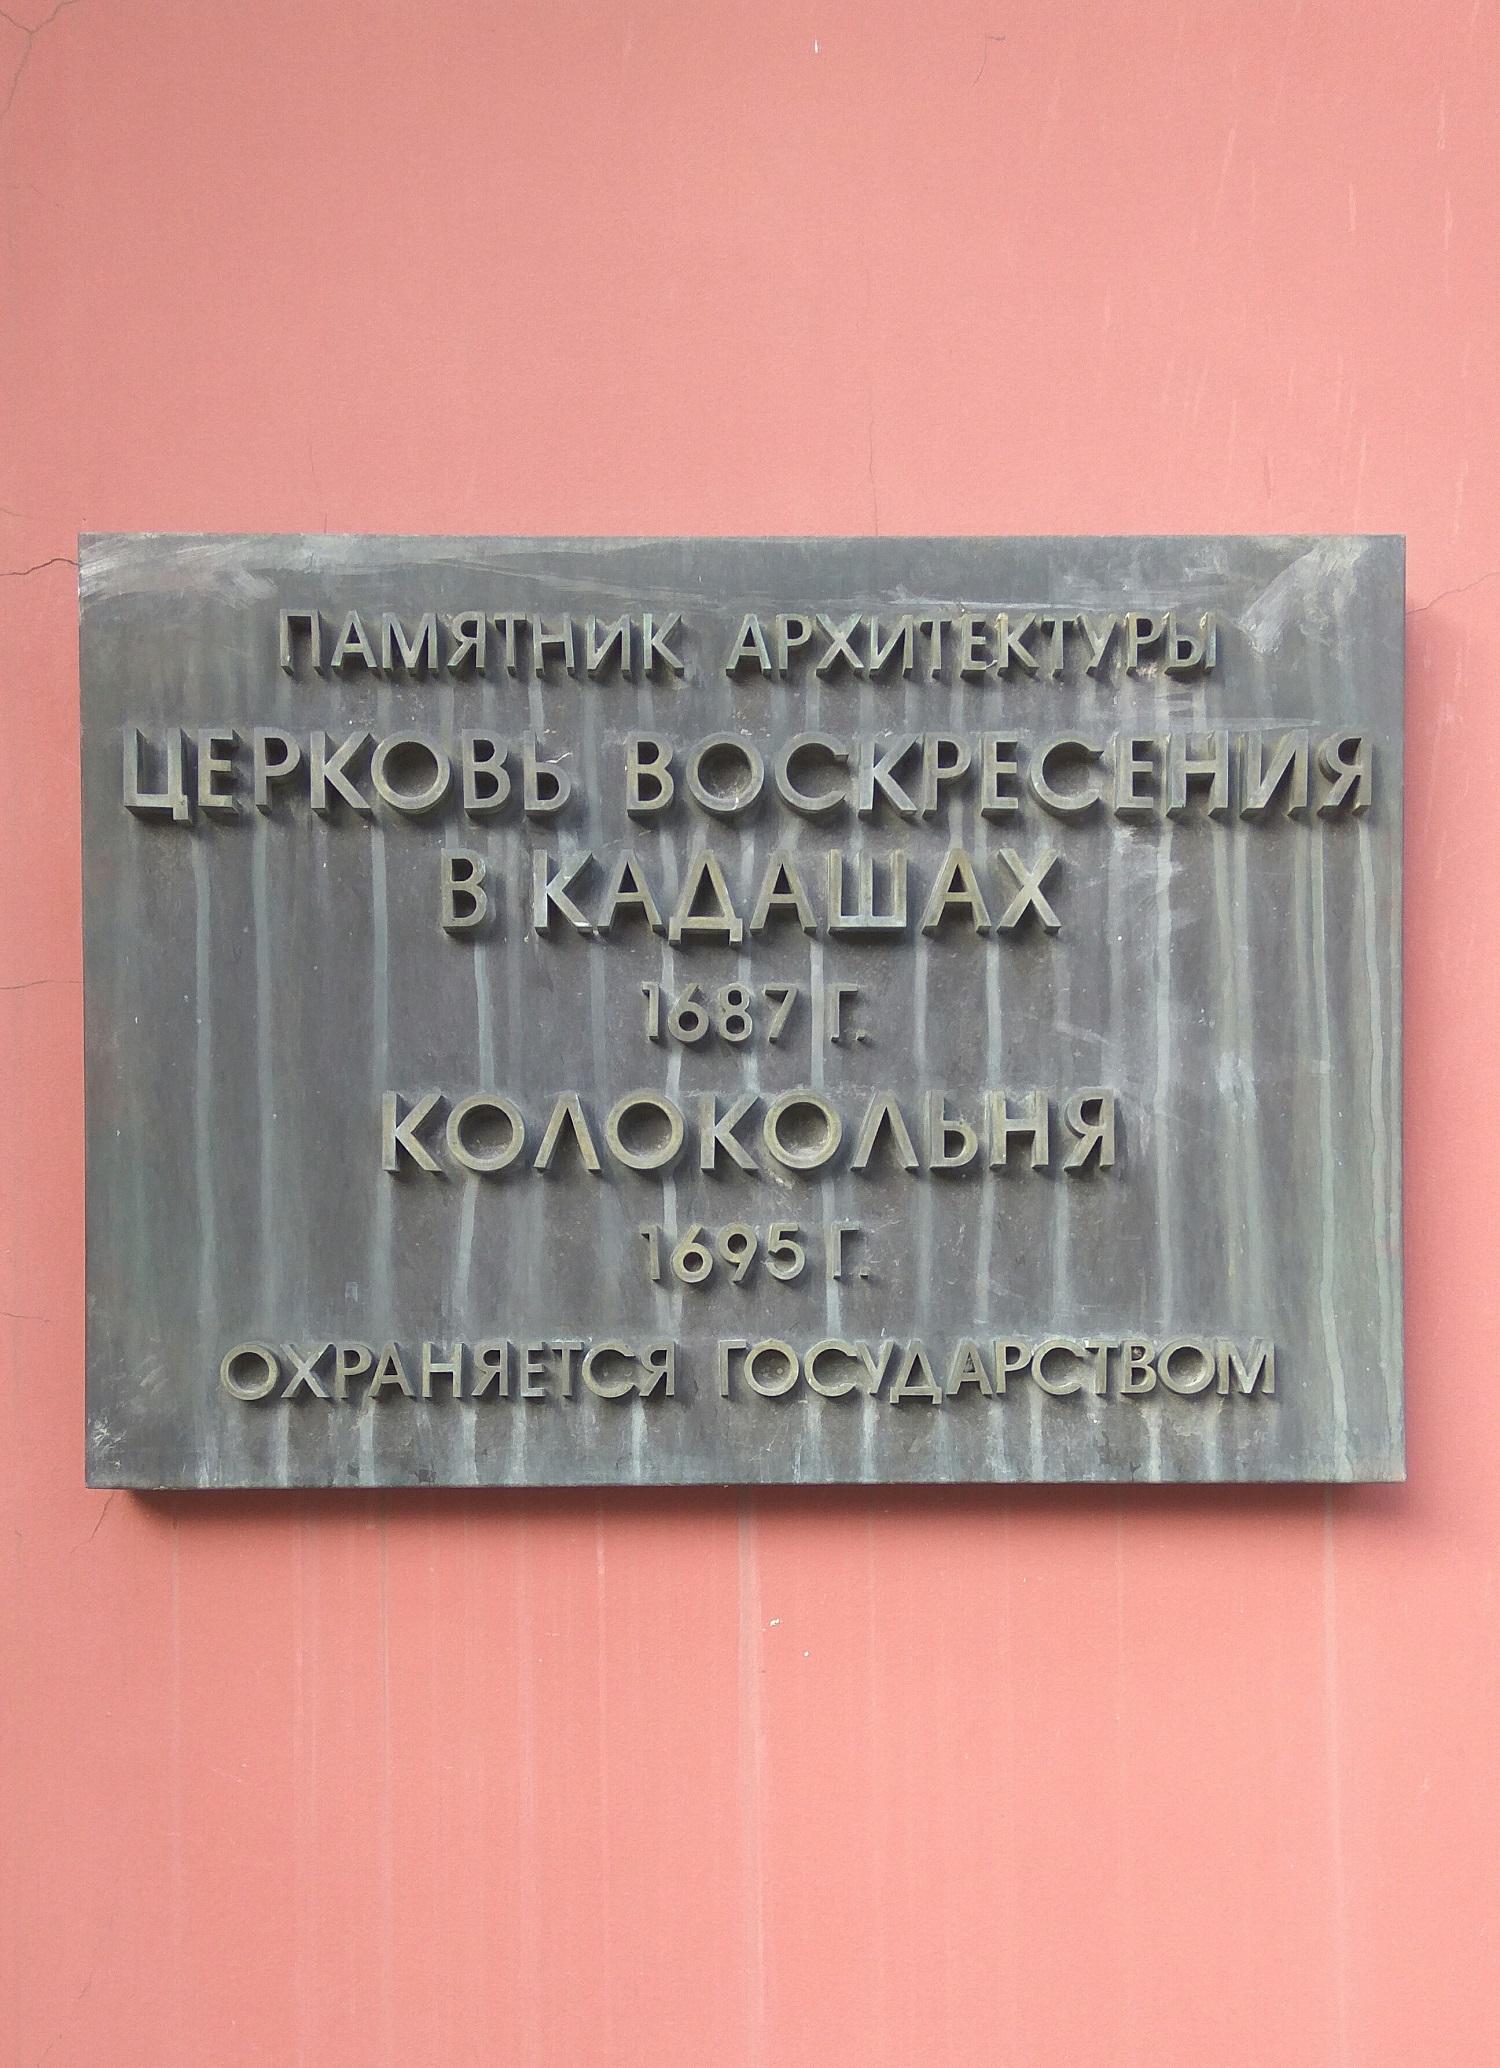 ПАМЯТНИК АРХИТЕКТУРЫ
ЦЕРКОВЬ ВОСКРЕСЕНИЯ
В КАДАШАХ
1687 Г.
КОЛОКОЛЬНЯ
1695 Г.
ОХРАНЯЕТСЯ ГОСУДАРСТВОМ